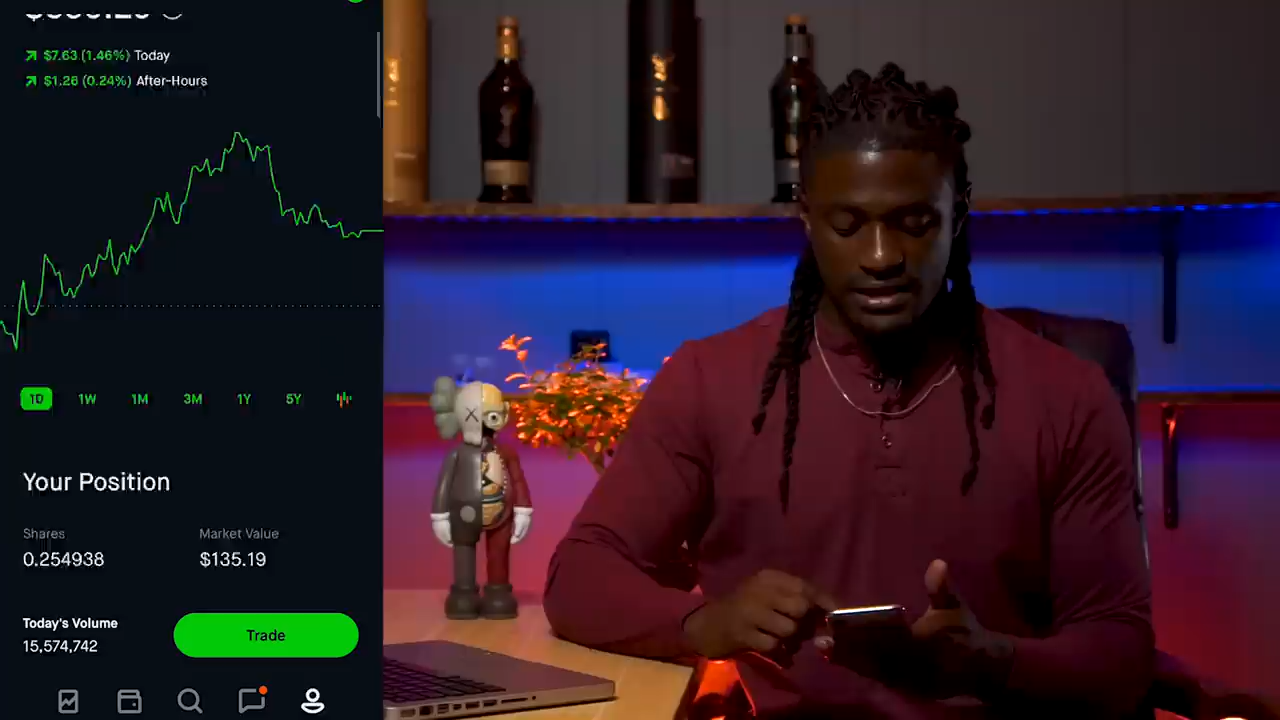 $7.63 (1.46%) Today
$1.26 (0.24%) After-Hours
1D 1W 1M 3M 1Y 5Y
Your Position
Shares Market Value
0.254938 $135.19
Today's Volume
15,574,742
Trade